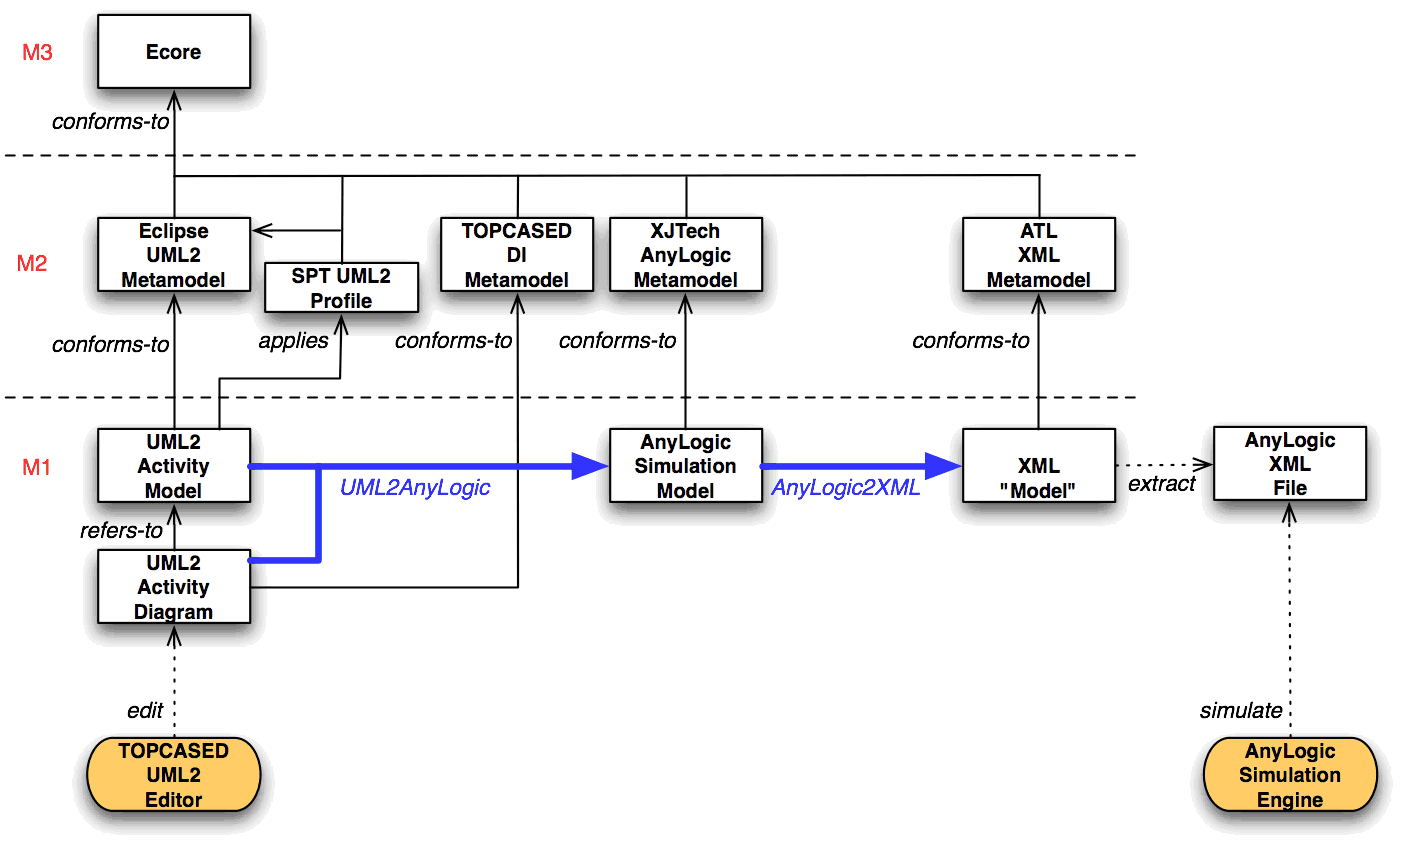 M3
Ecore
conforms-to
M2
Eclipse
UML2
Metamodel
SPT UML2
Profile
TOPCASED
DI
Metamodel
XJTech
AnyLogic
Metamodel
ATL
XML
Metamodel
conforms-to
applies
conforms-to
conforms-to
conforms-to
M1
UML2
Activity
Model
UML2AnyLogic
AnyLogic
Simulation
Model
AnyLogic2XML
XML
"Model"
extract
AnyLogic
XML
File
refers-to
UML2
Activity
Diagram
edit
simulate
TOPCASED
UML2
Editor
AnyLogic
Simulation
Engine